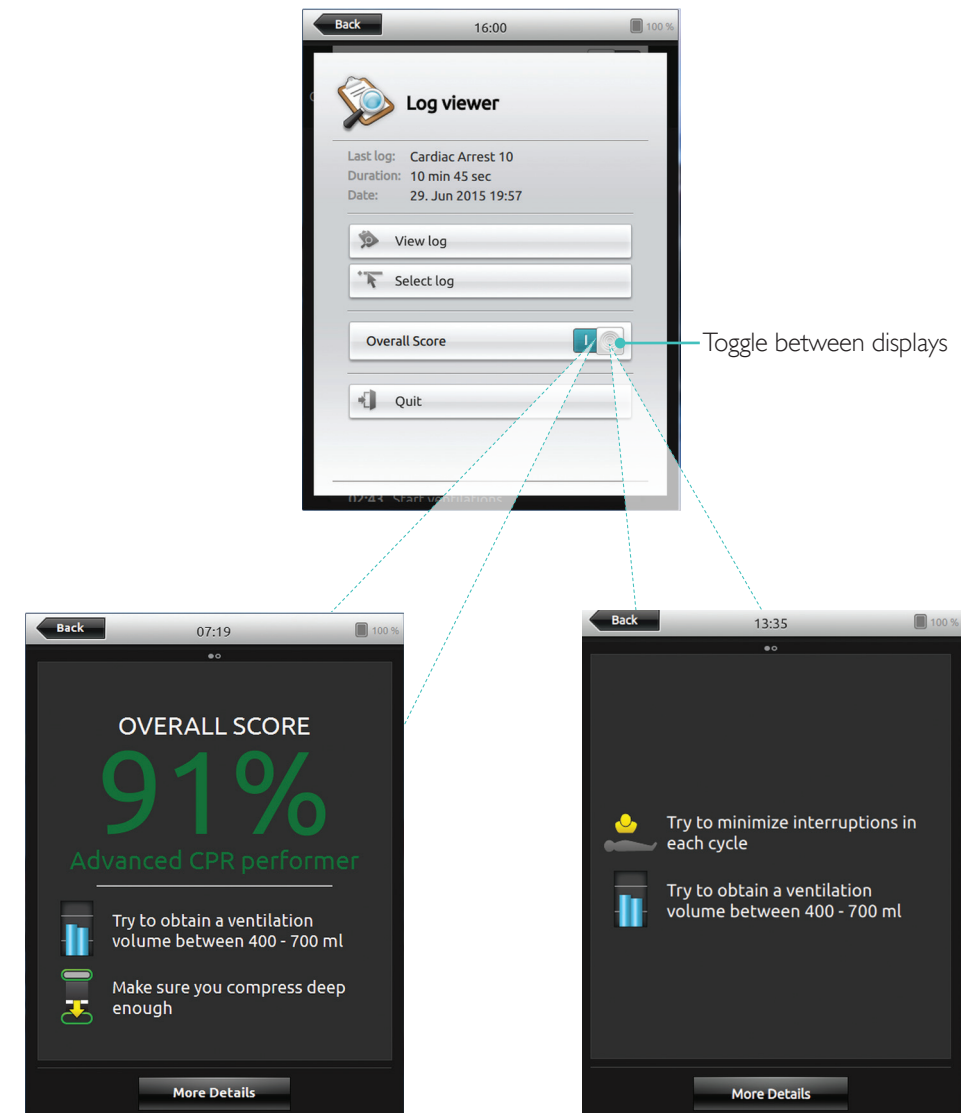 Back
16:00
100 %
Log viewer
Last log: Cardiac Arrest 10
Duration: 10 min 45 sec
Date: 29. Jun 2015 19:57
View log
Select log
Overall Score
I
Toggle between displays
Quit
02:43 Start ventilations
Back
07:19
100 %
OVERALL SCORE
91%
Advanced CPR performer
Try to obtain a ventilation
volume between 400 - 700 ml
Make sure you compress deep
enough
More Details
Back
13:35
100 %
Try to minimize interruptions in
each cycle
Try to obtain a ventilation
volume between 400 - 700 ml
More Details